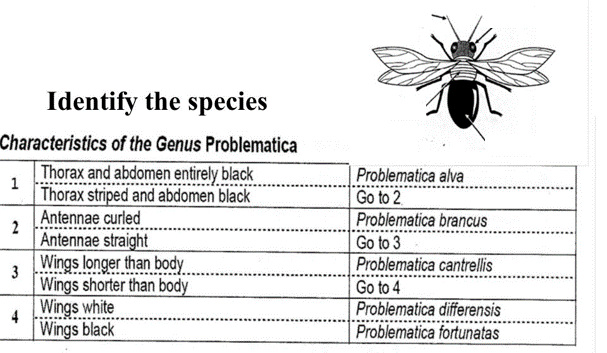 Identify the species
Characteristics of the Genus Problematica
1 Thorax and abdomen entirely black Problematica alva
Thorax striped and abdomen black Go to 2
2 Antennae curled Problematica brancus
Antennae straight Go to 3
3 Wings longer than body Problematica cantrellis
Wings shorter than body Go to 4
4 Wings white Problematica differensis
Wings black Problematica fortunatas